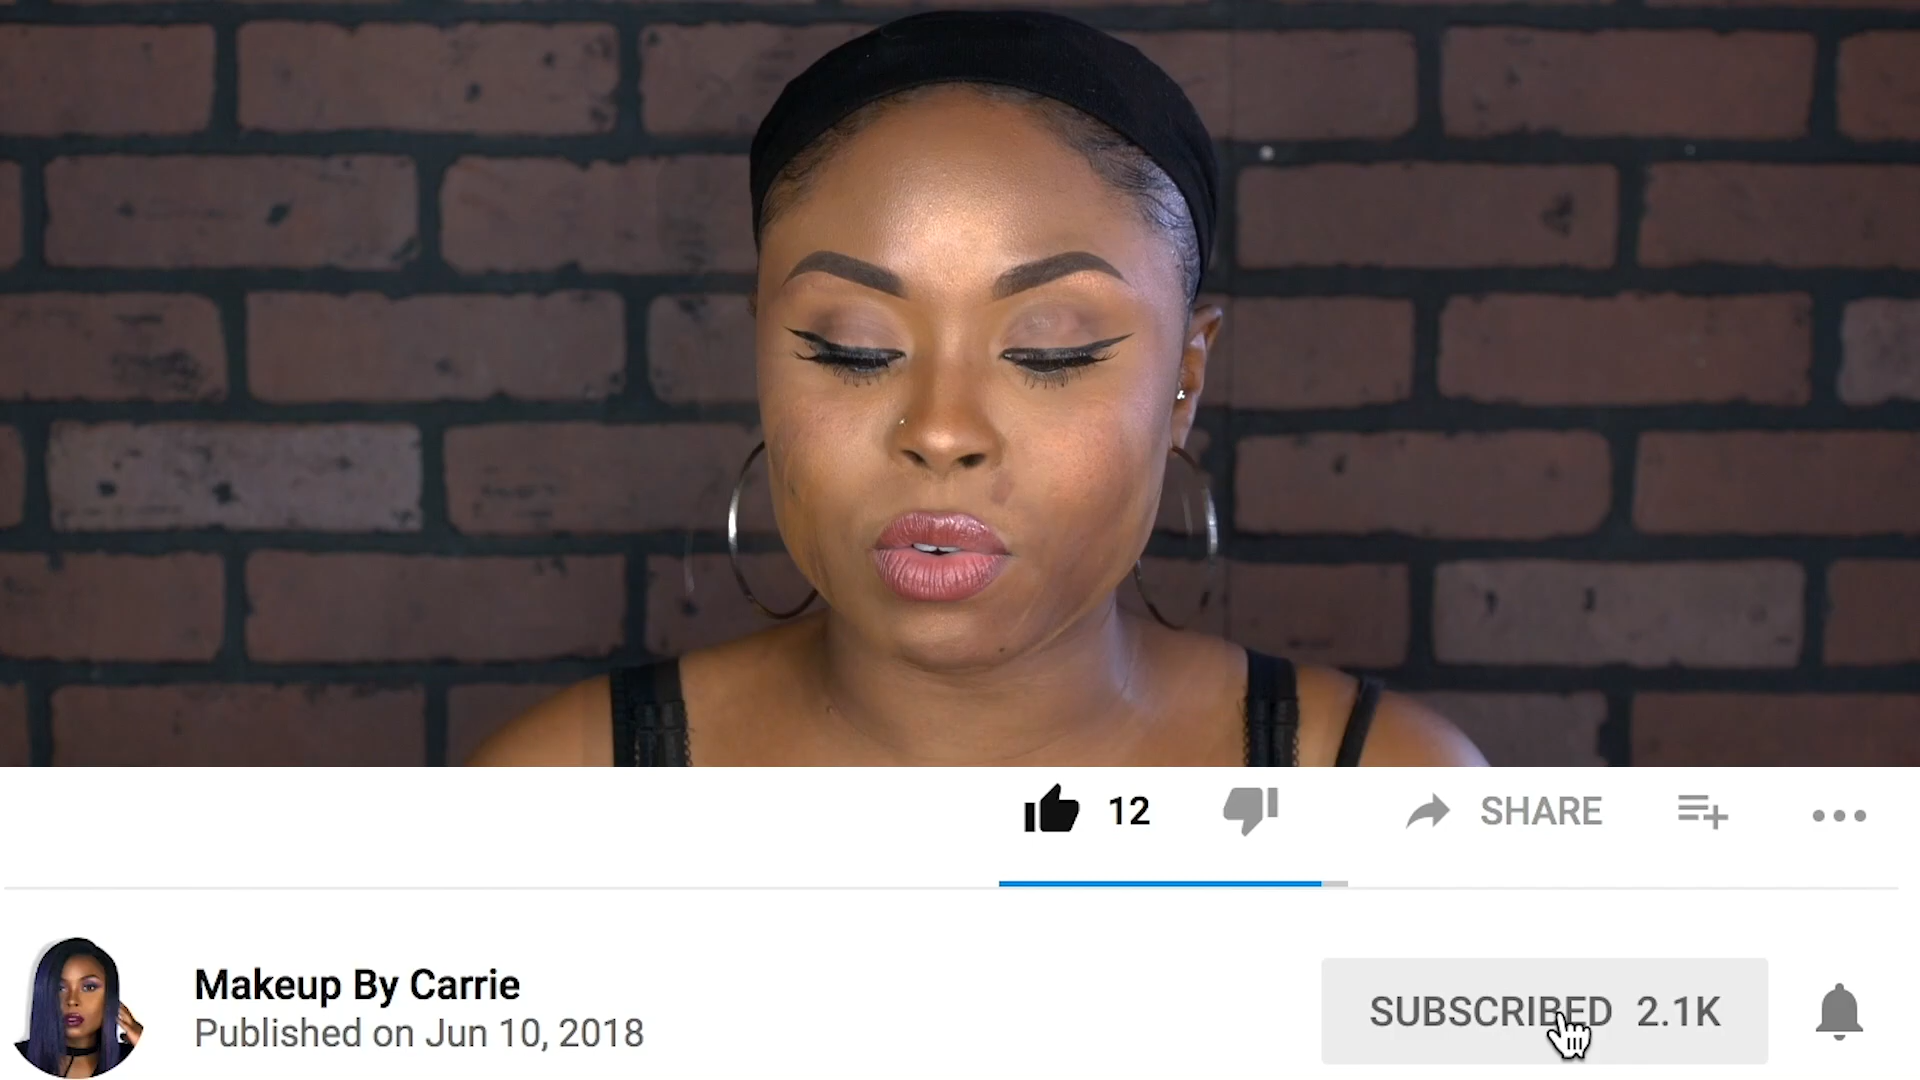 12 SHARE
Makeup By Carrie
Published on Jun 10, 2018
SUBSCRIBED 2.1K